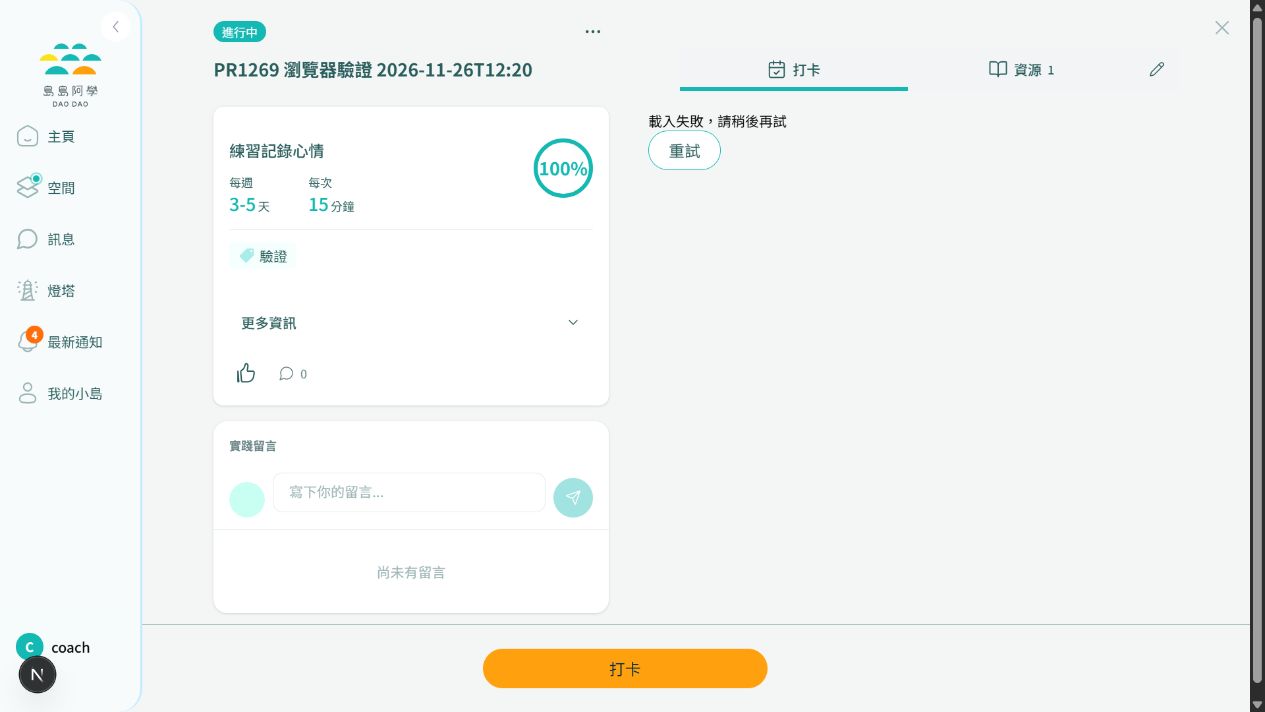 島島阿學
DAO DAO
主頁
空間
訊息
燈塔
4
最新通知
我的小島
C coach
N
進行中
PR1269 瀏覽器驗證 2026-11-26T12:20
練習記錄心情
每週 每次
3-5 天 15 分鐘
100%
驗證
更多資訊
0
實踐留言
寫下你的留言...
尚未有留言
打卡 資源 1
載入失敗，請稍後再試
重試
打卡